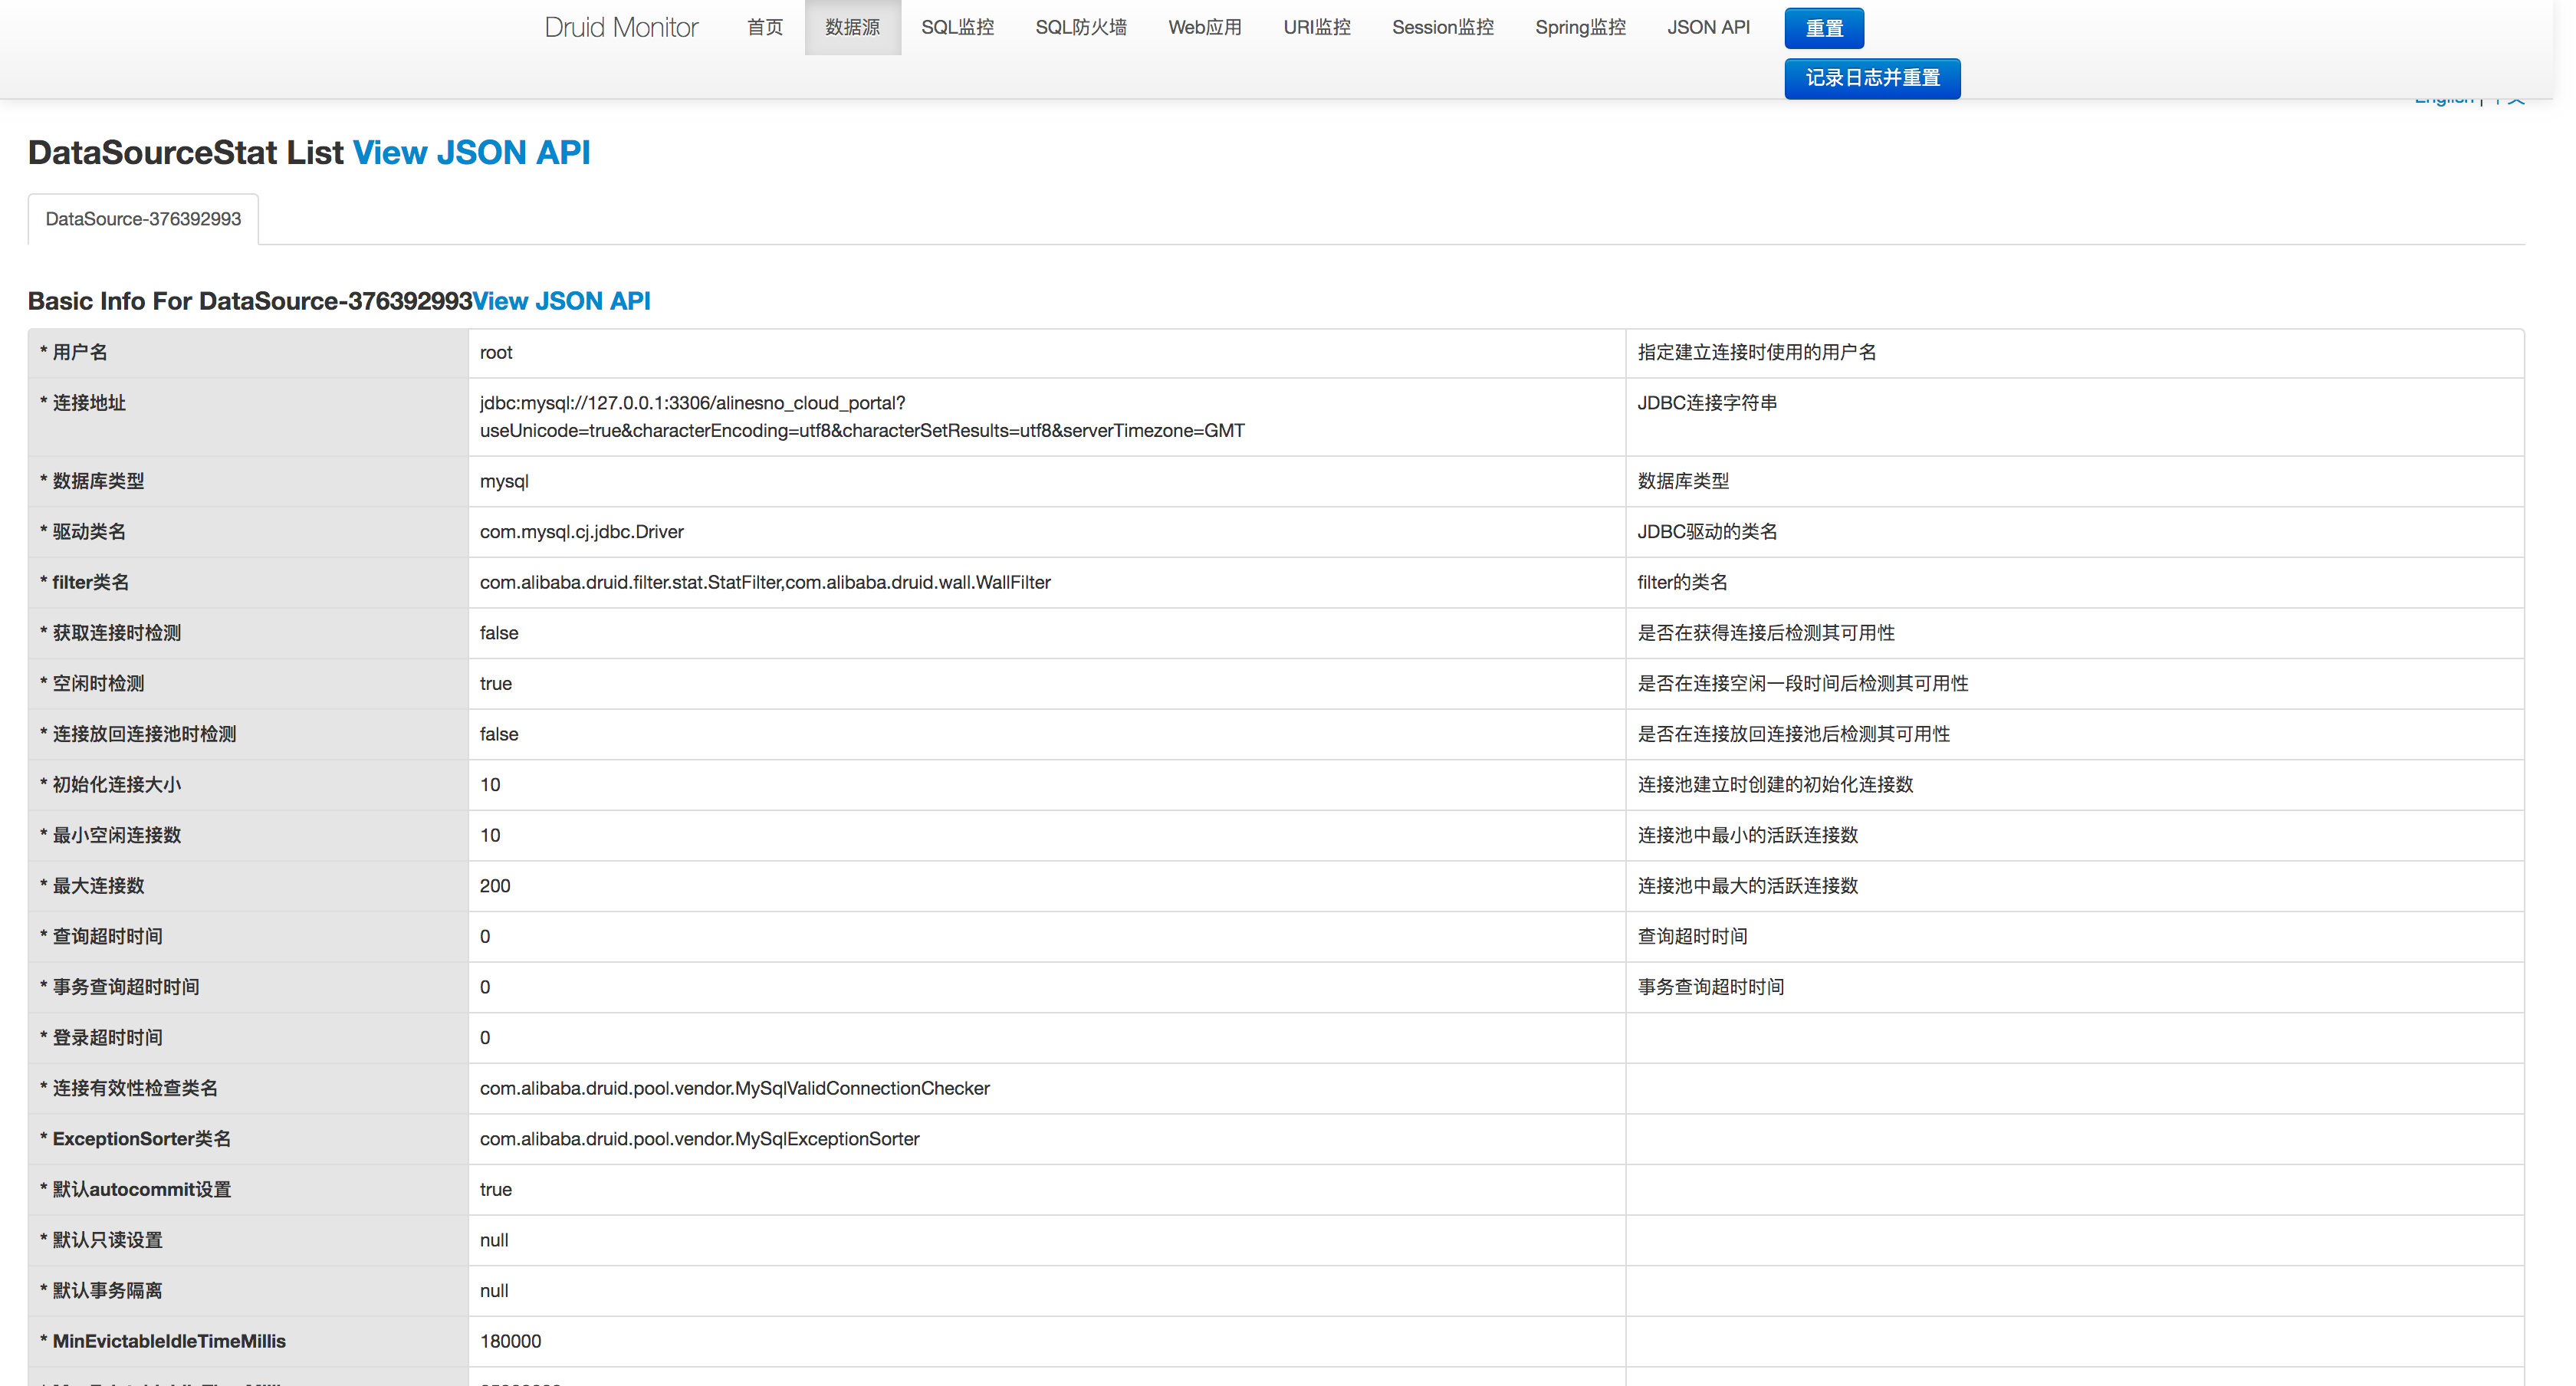 Druid Monitor 首页 数据源 SQL监控 SQL防火墙 Web应用 URI监控 Session监控 Spring监控 JSON API 重置
记录日志并重置
English |
DataSourceStat List View JSON API
DataSource-376392993
Basic Info For DataSource-376392993View JSON API
* 用户名 root 指定建立连接时使用的用户名
* 连接地址 jdbc:mysql://127.0.0.1:3306/alinesno_cloud_portal? JDBC连接字符串
useUnicode=true&characterEncoding=utf8&characterSetResults=utf8&serverTimezone=GMT
* 数据库类型 mysql 数据库类型
* 驱动类名 com.mysql.cj.jdbc.Driver JDBC驱动的类名
* filter类名 com.alibaba.druid.filter.stat.StatFilter,com.alibaba.druid.wall.WallFilter filter的类名
* 获取连接时检测 false 是否在获得连接后检测其可用性
* 空闲时检测 true 是否在连接空闲一段时间后检测其可用性
* 连接放回连接池时检测 false 是否在连接放回连接池后检测其可用性
* 初始化连接大小 10 连接池建立时创建的初始化连接数
* 最小空闲连接数 10 连接池中最小的活跃连接数
* 最大连接数 200 连接池中最大的活跃连接数
* 查询超时时间 0 查询超时时间
* 事务查询超时时间 0 事务查询超时时间
* 登录超时时间 0
* 连接有效性检查类名 com.alibaba.druid.pool.vendor.MySqlValidConnectionChecker
* ExceptionSorter类名 com.alibaba.druid.pool.vendor.MySqlExceptionSorter
* 默认autocommit设置 true
* 默认只读设置 null
* 默认事务隔离 null
* MinEvictableIdleTimeMillis 180000